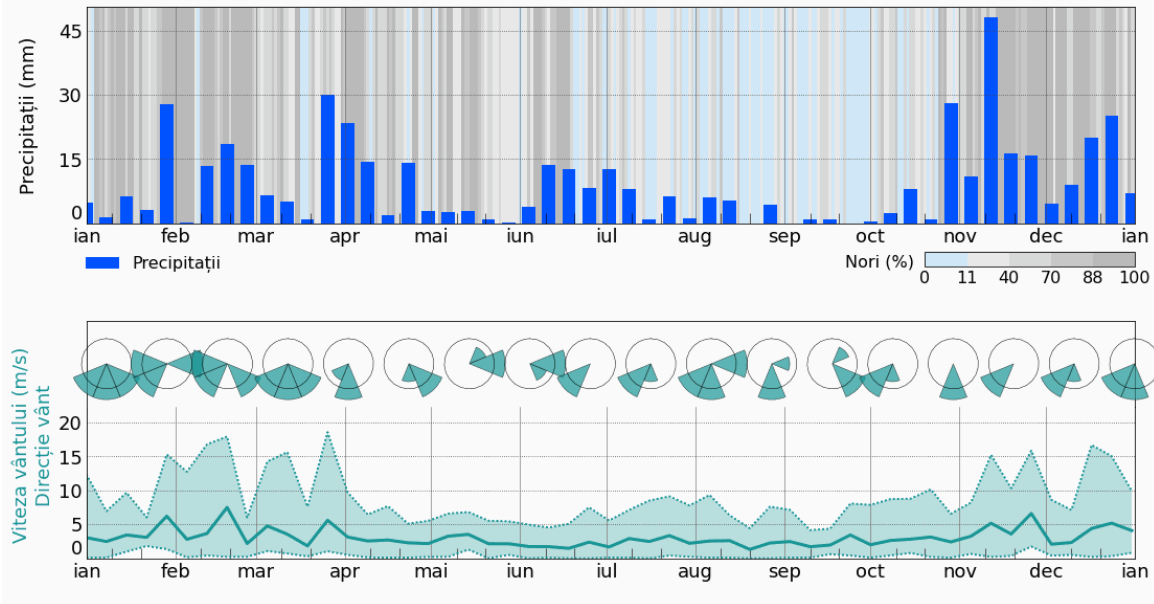 Precipitații (mm)
45
30
15
0
ian feb mar apr mai iun iul aug sep oct nov dec ian
Precipitații
Nori (%)
0 11 40 70 88 100
Viteza vântului (m/s)
Direcție vânt
20
15
10
5
0
ian feb mar apr mai iun iul aug sep oct nov dec ian